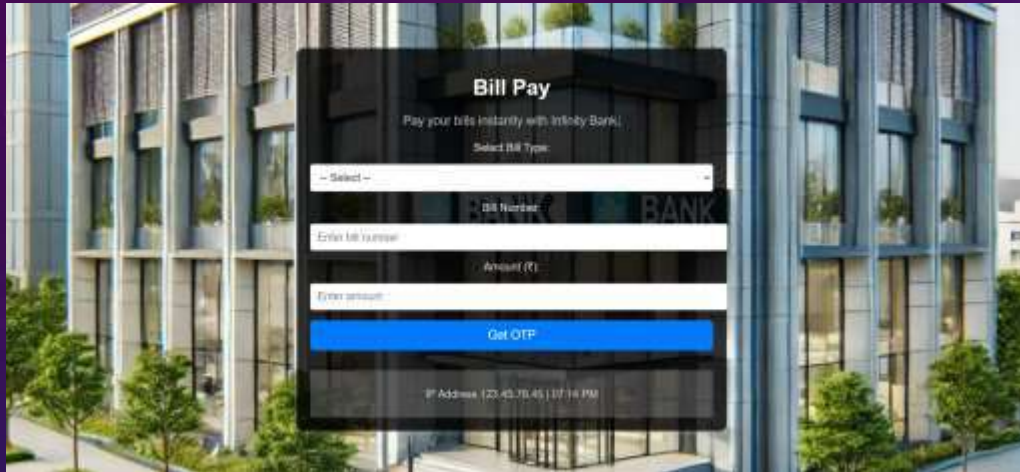 Bill Pay
Pay your bills instantly with Infinity Bank.
Select Bill Type:
-- Select --
BANK BANK
Bill Number:
Enter bill number
Amount (₹):
Enter amount
Get OTP
IP Address 123.45.78.45 | 07:14 PM